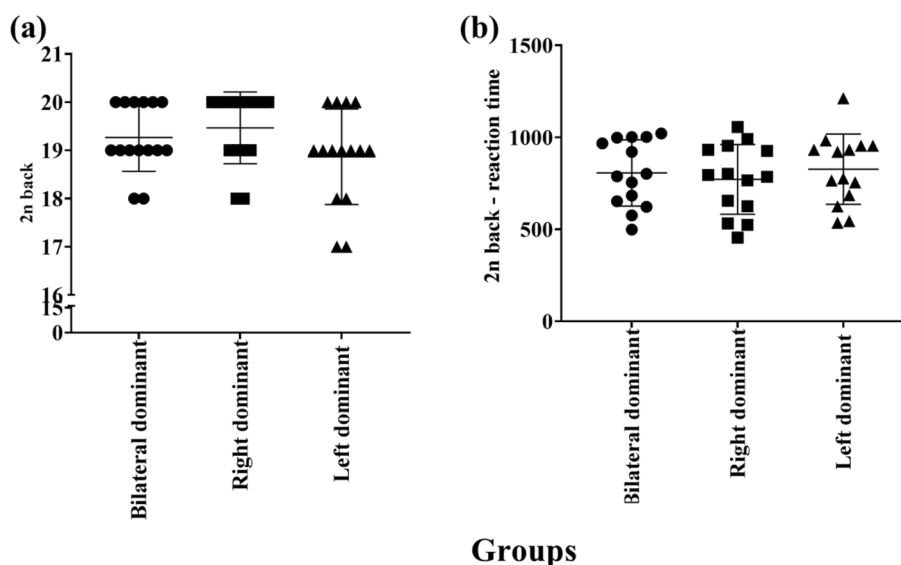 (a)
2n back
21
20
19
18
17
16
15
0
Bilateral dominant
Right dominant
Left dominant
(b)
2n back - reaction time
1500
1000
500
0
Bilateral dominant
Right dominant
Left dominant
Groups